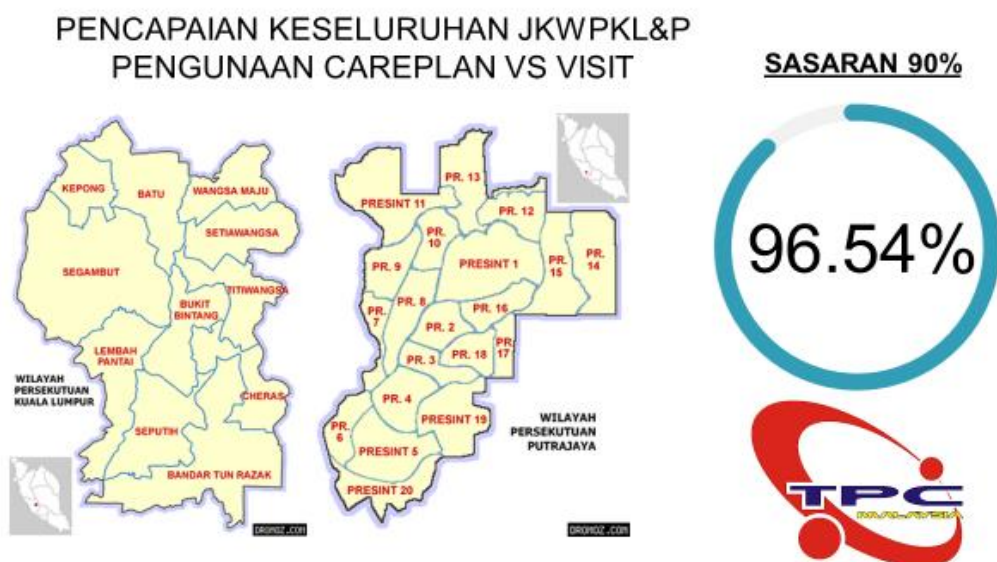 PENCAPAIAN KESELURUHAN JKWPKL&P
PENGUNAAN CAREPLAN VS VISIT
SASARAN 90%
96.54%
KEPONG
BATU
WANGSA MAJU
SETIAWANGSA
SEGAMBUT
TITIWANGSA
BUKIT
BINTANG
LEMBAH
PANTAI
WILAYAH
PERSEKUTUAN
KUALA LUMPUR
CHERAS
SEPUTIH
BANDAR TUN RAZAK
DROMOZ.COM
PR. 13
PRESINT 11
PR. 12
PR.
10
PRESINT 1
PR.
15
PR.
14
PR. 9
PR. 8
PR.
7
PR. 16
PR. 2
PR. 3
PR. 18
PR.
17
PR. 4
PRESINT 19
PR.
6
PRESINT 5
PRESINT 20
WILAYAH
PERSEKUTUAN
PUTRAJAYA
DROMOZ.COM
TPC
MALAYSIA